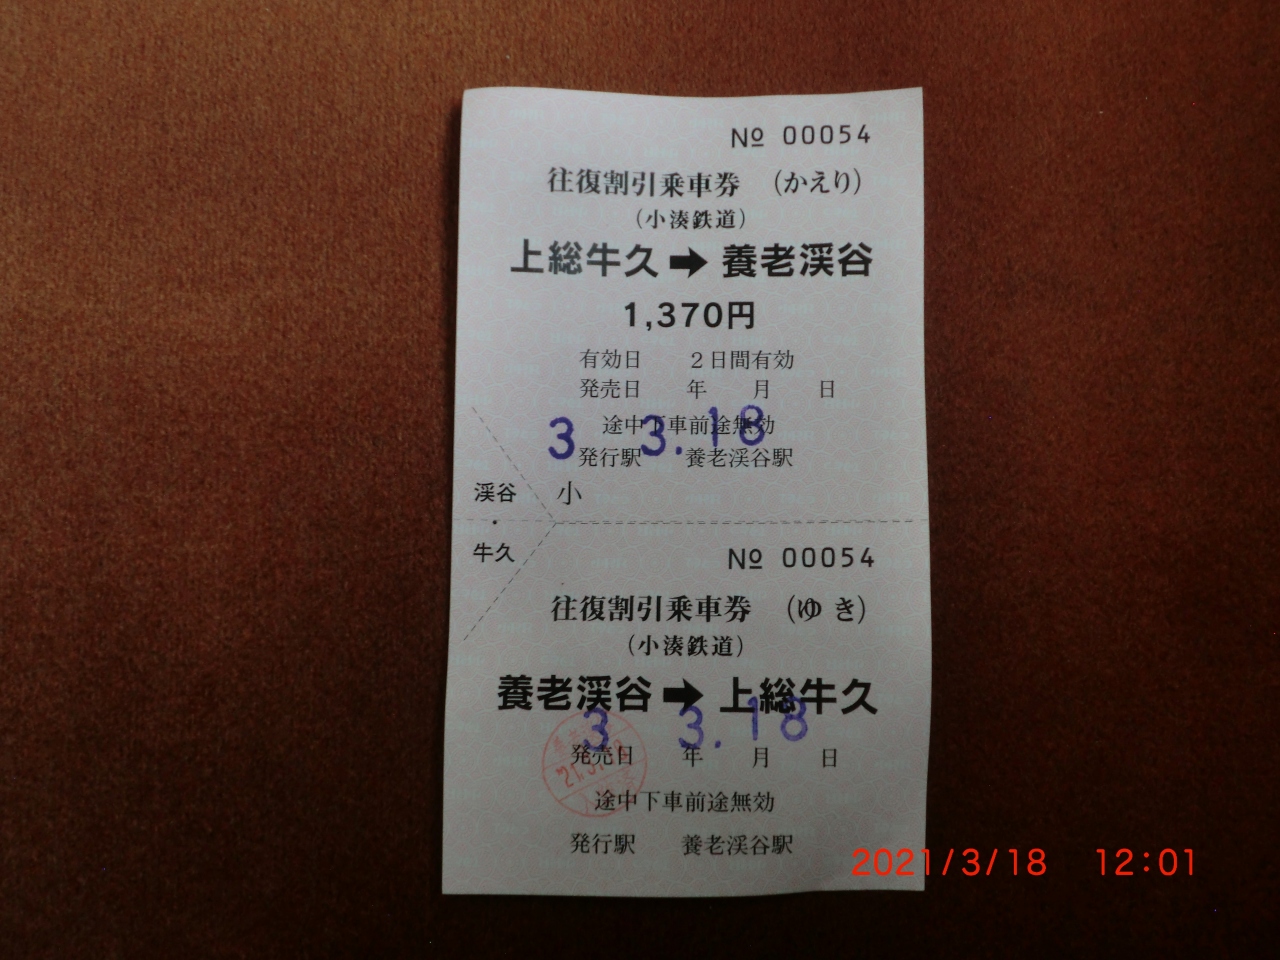 № 00054
往復割引乗車券 (かえり)
(小湊鉄道)
上総牛久➡養老渓谷
1,370円
有効日 2日間有効
発売日 年 月 日
3 3.18
途中下車前途無効
発行駅 養老渓谷駅
渓谷 小
・
牛久
№ 00054
往復割引乗車券 (ゆき)
(小湊鉄道)
養老渓谷➡上総牛久
3 3.18
発売日 年 月 日
途中下車前途無効
発行駅 養老渓谷駅
2021/3/18 12:01